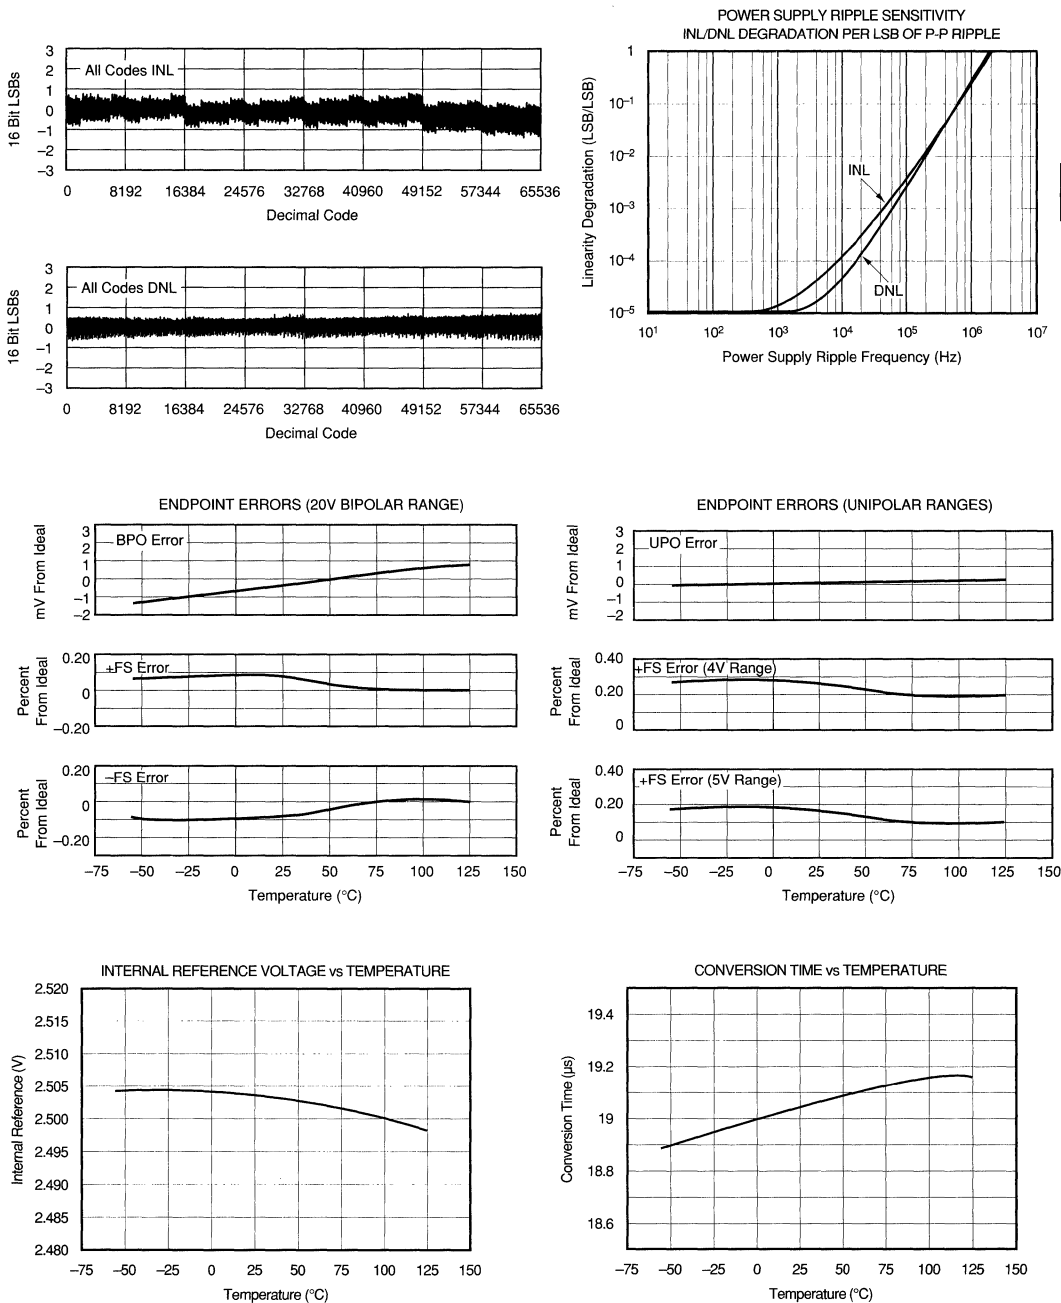 3
2
1
0
−1
−2
−3
16 Bit LSBs
All Codes INL
0 8192 16384 24576 32768 40960 49152 57344 65536
Decimal Code
3
2
1
0
−1
−2
−3
16 Bit LSBs
All Codes DNL
0 8192 16384 24576 32768 40960 49152 57344 65536
Decimal Code
POWER SUPPLY RIPPLE SENSITIVITY
INL/DNL DEGRADATION PER LSB OF P-P RIPPLE
Linearity Degradation (LSB/LSB)
1
10⁻¹
10⁻²
10⁻³
10⁻⁴
10⁻⁵
INL
DNL
10¹ 10² 10³ 10⁴ 10⁵ 10⁶ 10⁷
Power Supply Ripple Frequency (Hz)
ENDPOINT ERRORS (20V BIPOLAR RANGE)
mV From Ideal
3
2
1
0
−1
−2
BPO Error
Percent
From Ideal
0.20
0
−0.20
+FS Error
Percent
From Ideal
0.20
0
−0.20
−FS Error
−75 −50 −25 0 25 50 75 100 125 150
Temperature (°C)
ENDPOINT ERRORS (UNIPOLAR RANGES)
mV From Ideal
3
2
1
0
−1
−2
UPO Error
Percent
From Ideal
0.40
0.20
0
+FS Error (4V Range)
Percent
From Ideal
0.40
0.20
0
+FS Error (5V Range)
−75 −50 −25 0 25 50 75 100 125 150
Temperature (°C)
INTERNAL REFERENCE VOLTAGE vs TEMPERATURE
Internal Reference (V)
2.520
2.515
2.510
2.505
2.500
2.495
2.490
2.485
2.480
−75 −50 −25 0 25 50 75 100 125 150
Temperature (°C)
CONVERSION TIME vs TEMPERATURE
Conversion Time (µs)
19.4
19.2
19
18.8
18.6
−75 −50 −25 0 25 50 75 100 125 150
Temperature (°C)